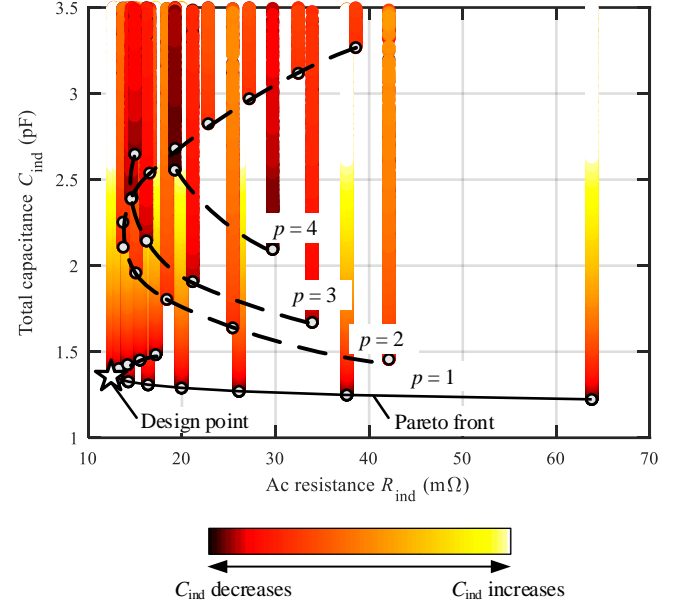 3.5
3
2.5
2
1.5
1
Total capacitance C_ind (pF)
p = 4
p = 3
p = 2
p = 1
Design point
Pareto front
10 20 30 40 50 60 70
Ac resistance R_ind (mΩ)
C_ind decreases C_ind increases